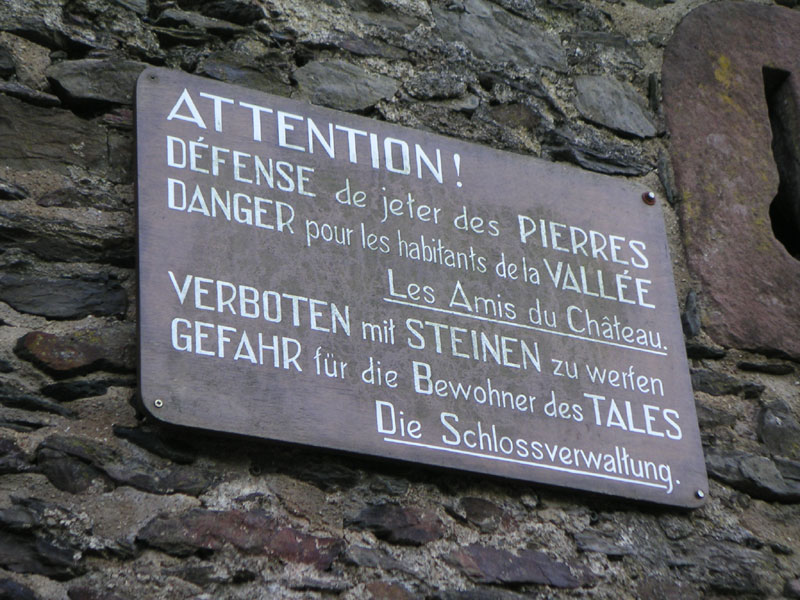 ATTENTION!
DÉFENSE de jeter des PIERRES
DANGER pour les habitants de la VALLÉE
Les Amis du Château.
VERBOTEN mit STEINEN zu werfen
GEFAHR für die Bewohner des TALES
Die Schlossverwaltung.